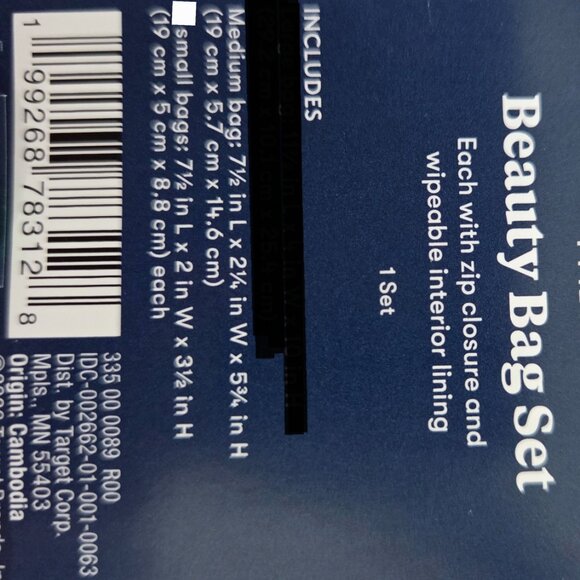 Beauty Bag Set
Each with zip closure and
wipeable interior lining
1 Set
INCLUDES
Medium bag: 7½ in L x 2¼ in W x 5¾ in H
(19 cm x 5,7 cm x 14,6 cm)
small bags: 7½ in L x 2 in W x 3½ in H
(19 cm x 5 cm x 8,8 cm) each
1 99268 78312 8
335 00 0089 R00
IDC-002662-01-001-0063
Dist. by Target Corp.
Mpls., MN 55403
Origin: Cambodia